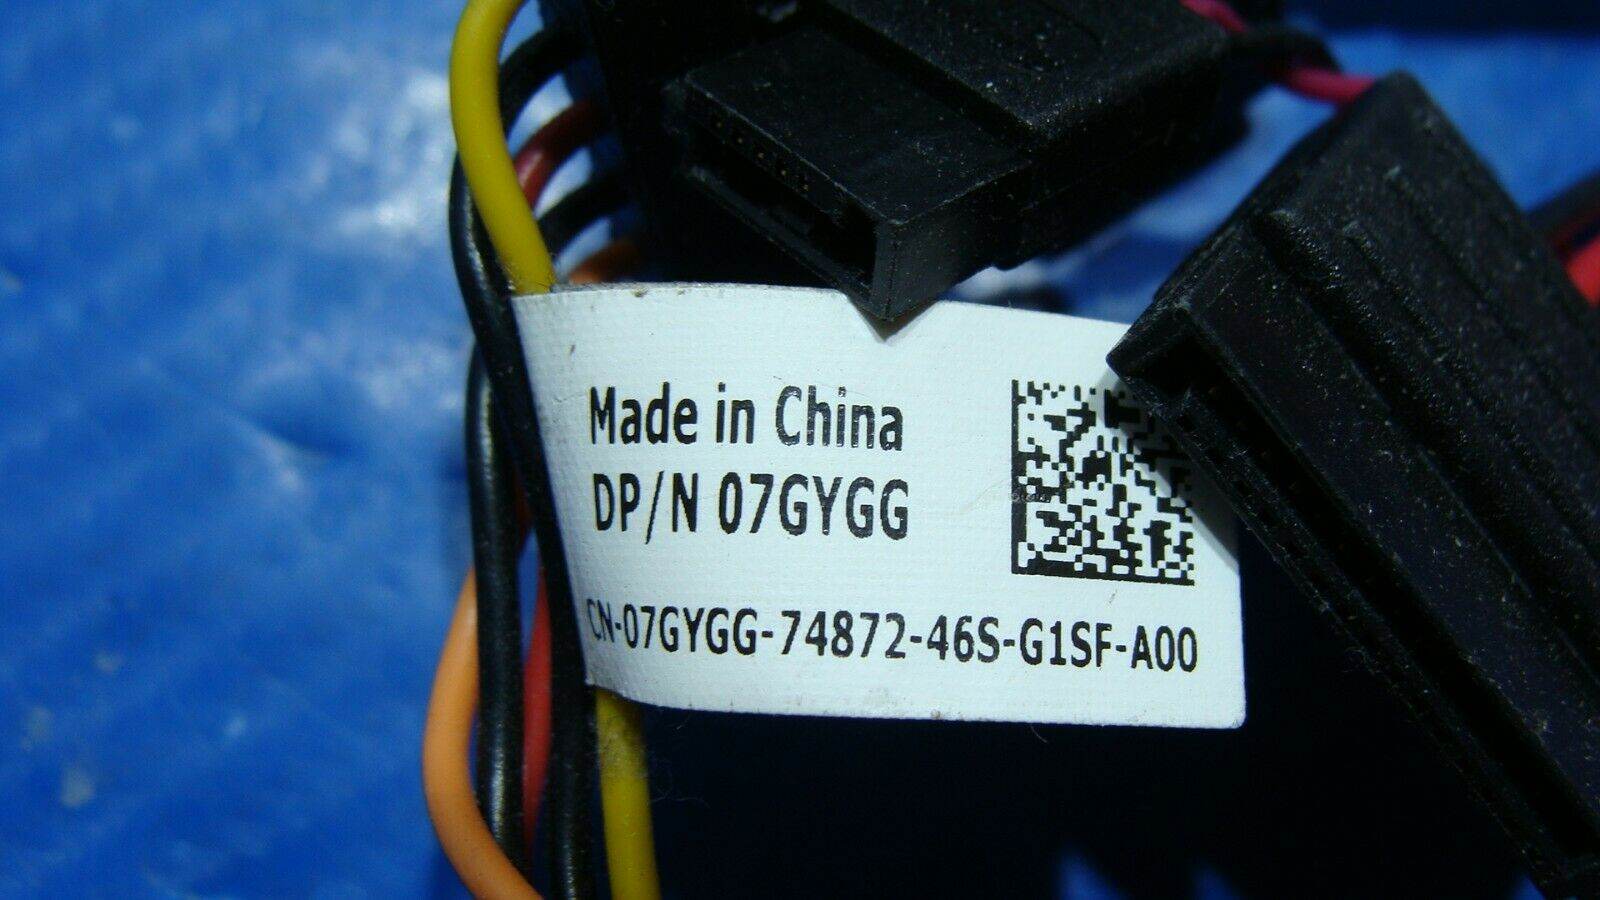 Made in China
DP/N 07GYGG
CN-07GYGG-74872-46S-G1SF-A00